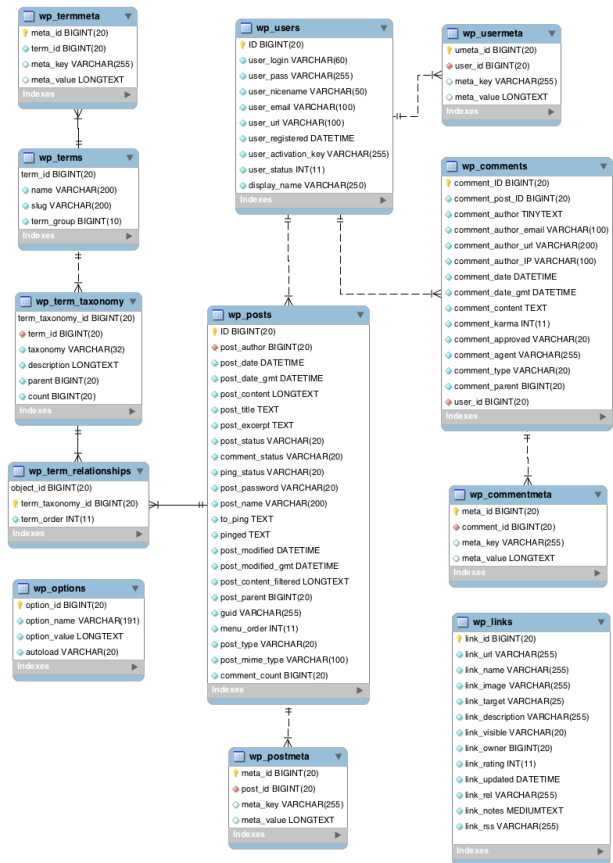 wp_termmeta
meta_id BIGINT(20)
term_id BIGINT(20)
meta_key VARCHAR(255)
meta_value LONGTEXT
Indexes
wp_terms
term_id BIGINT(20)
name VARCHAR(200)
slug VARCHAR(200)
term_group BIGINT(10)
Indexes
wp_term_taxonomy
term_taxonomy_id BIGINT(20)
term_id BIGINT(20)
taxonomy VARCHAR(32)
description LONGTEXT
parent BIGINT(20)
count BIGINT(20)
Indexes
wp_term_relationships
object_id BIGINT(20)
term_taxonomy_id BIGINT(20)
term_order INT(11)
Indexes
wp_options
option_id BIGINT(20)
option_name VARCHAR(191)
option_value LONGTEXT
autoload VARCHAR(20)
Indexes
wp_users
ID BIGINT(20)
user_login VARCHAR(60)
user_pass VARCHAR(255)
user_nicename VARCHAR(50)
user_email VARCHAR(100)
user_url VARCHAR(100)
user_registered DATETIME
user_activation_key VARCHAR(255)
user_status INT(11)
display_name VARCHAR(250)
Indexes
wp_posts
ID BIGINT(20)
post_author BIGINT(20)
post_date DATETIME
post_date_gmt DATETIME
post_content LONGTEXT
post_title TEXT
post_excerpt TEXT
post_status VARCHAR(20)
comment_status VARCHAR(20)
ping_status VARCHAR(20)
post_password VARCHAR(20)
post_name VARCHAR(200)
to_ping TEXT
pinged TEXT
post_modified DATETIME
post_modified_gmt DATETIME
post_content_filtered LONGTEXT
post_parent BIGINT(20)
guid VARCHAR(255)
menu_order INT(11)
post_type VARCHAR(20)
post_mime_type VARCHAR(100)
comment_count BIGINT(20)
Indexes
wp_postmeta
meta_id BIGINT(20)
post_id BIGINT(20)
meta_key VARCHAR(255)
meta_value LONGTEXT
Indexes
wp_usermeta
umeta_id BIGINT(20)
user_id BIGINT(20)
meta_key VARCHAR(255)
meta_value LONGTEXT
Indexes
wp_comments
comment_ID BIGINT(20)
comment_post_ID BIGINT(20)
comment_author TINYTEXT
comment_author_email VARCHAR(100)
comment_author_url VARCHAR(200)
comment_author_IP VARCHAR(100)
comment_date DATETIME
comment_date_gmt DATETIME
comment_content TEXT
comment_karma INT(11)
comment_approved VARCHAR(20)
comment_agent VARCHAR(255)
comment_type VARCHAR(20)
comment_parent BIGINT(20)
user_id BIGINT(20)
Indexes
wp_commentmeta
meta_id BIGINT(20)
comment_id BIGINT(20)
meta_key VARCHAR(255)
meta_value LONGTEXT
Indexes
wp_links
link_id BIGINT(20)
link_url VARCHAR(255)
link_name VARCHAR(255)
link_image VARCHAR(255)
link_target VARCHAR(25)
link_description VARCHAR(255)
link_visible VARCHAR(20)
link_owner BIGINT(20)
link_rating INT(11)
link_updated DATETIME
link_rel VARCHAR(255)
link_notes MEDIUMTEXT
link_rss VARCHAR(255)
Indexes